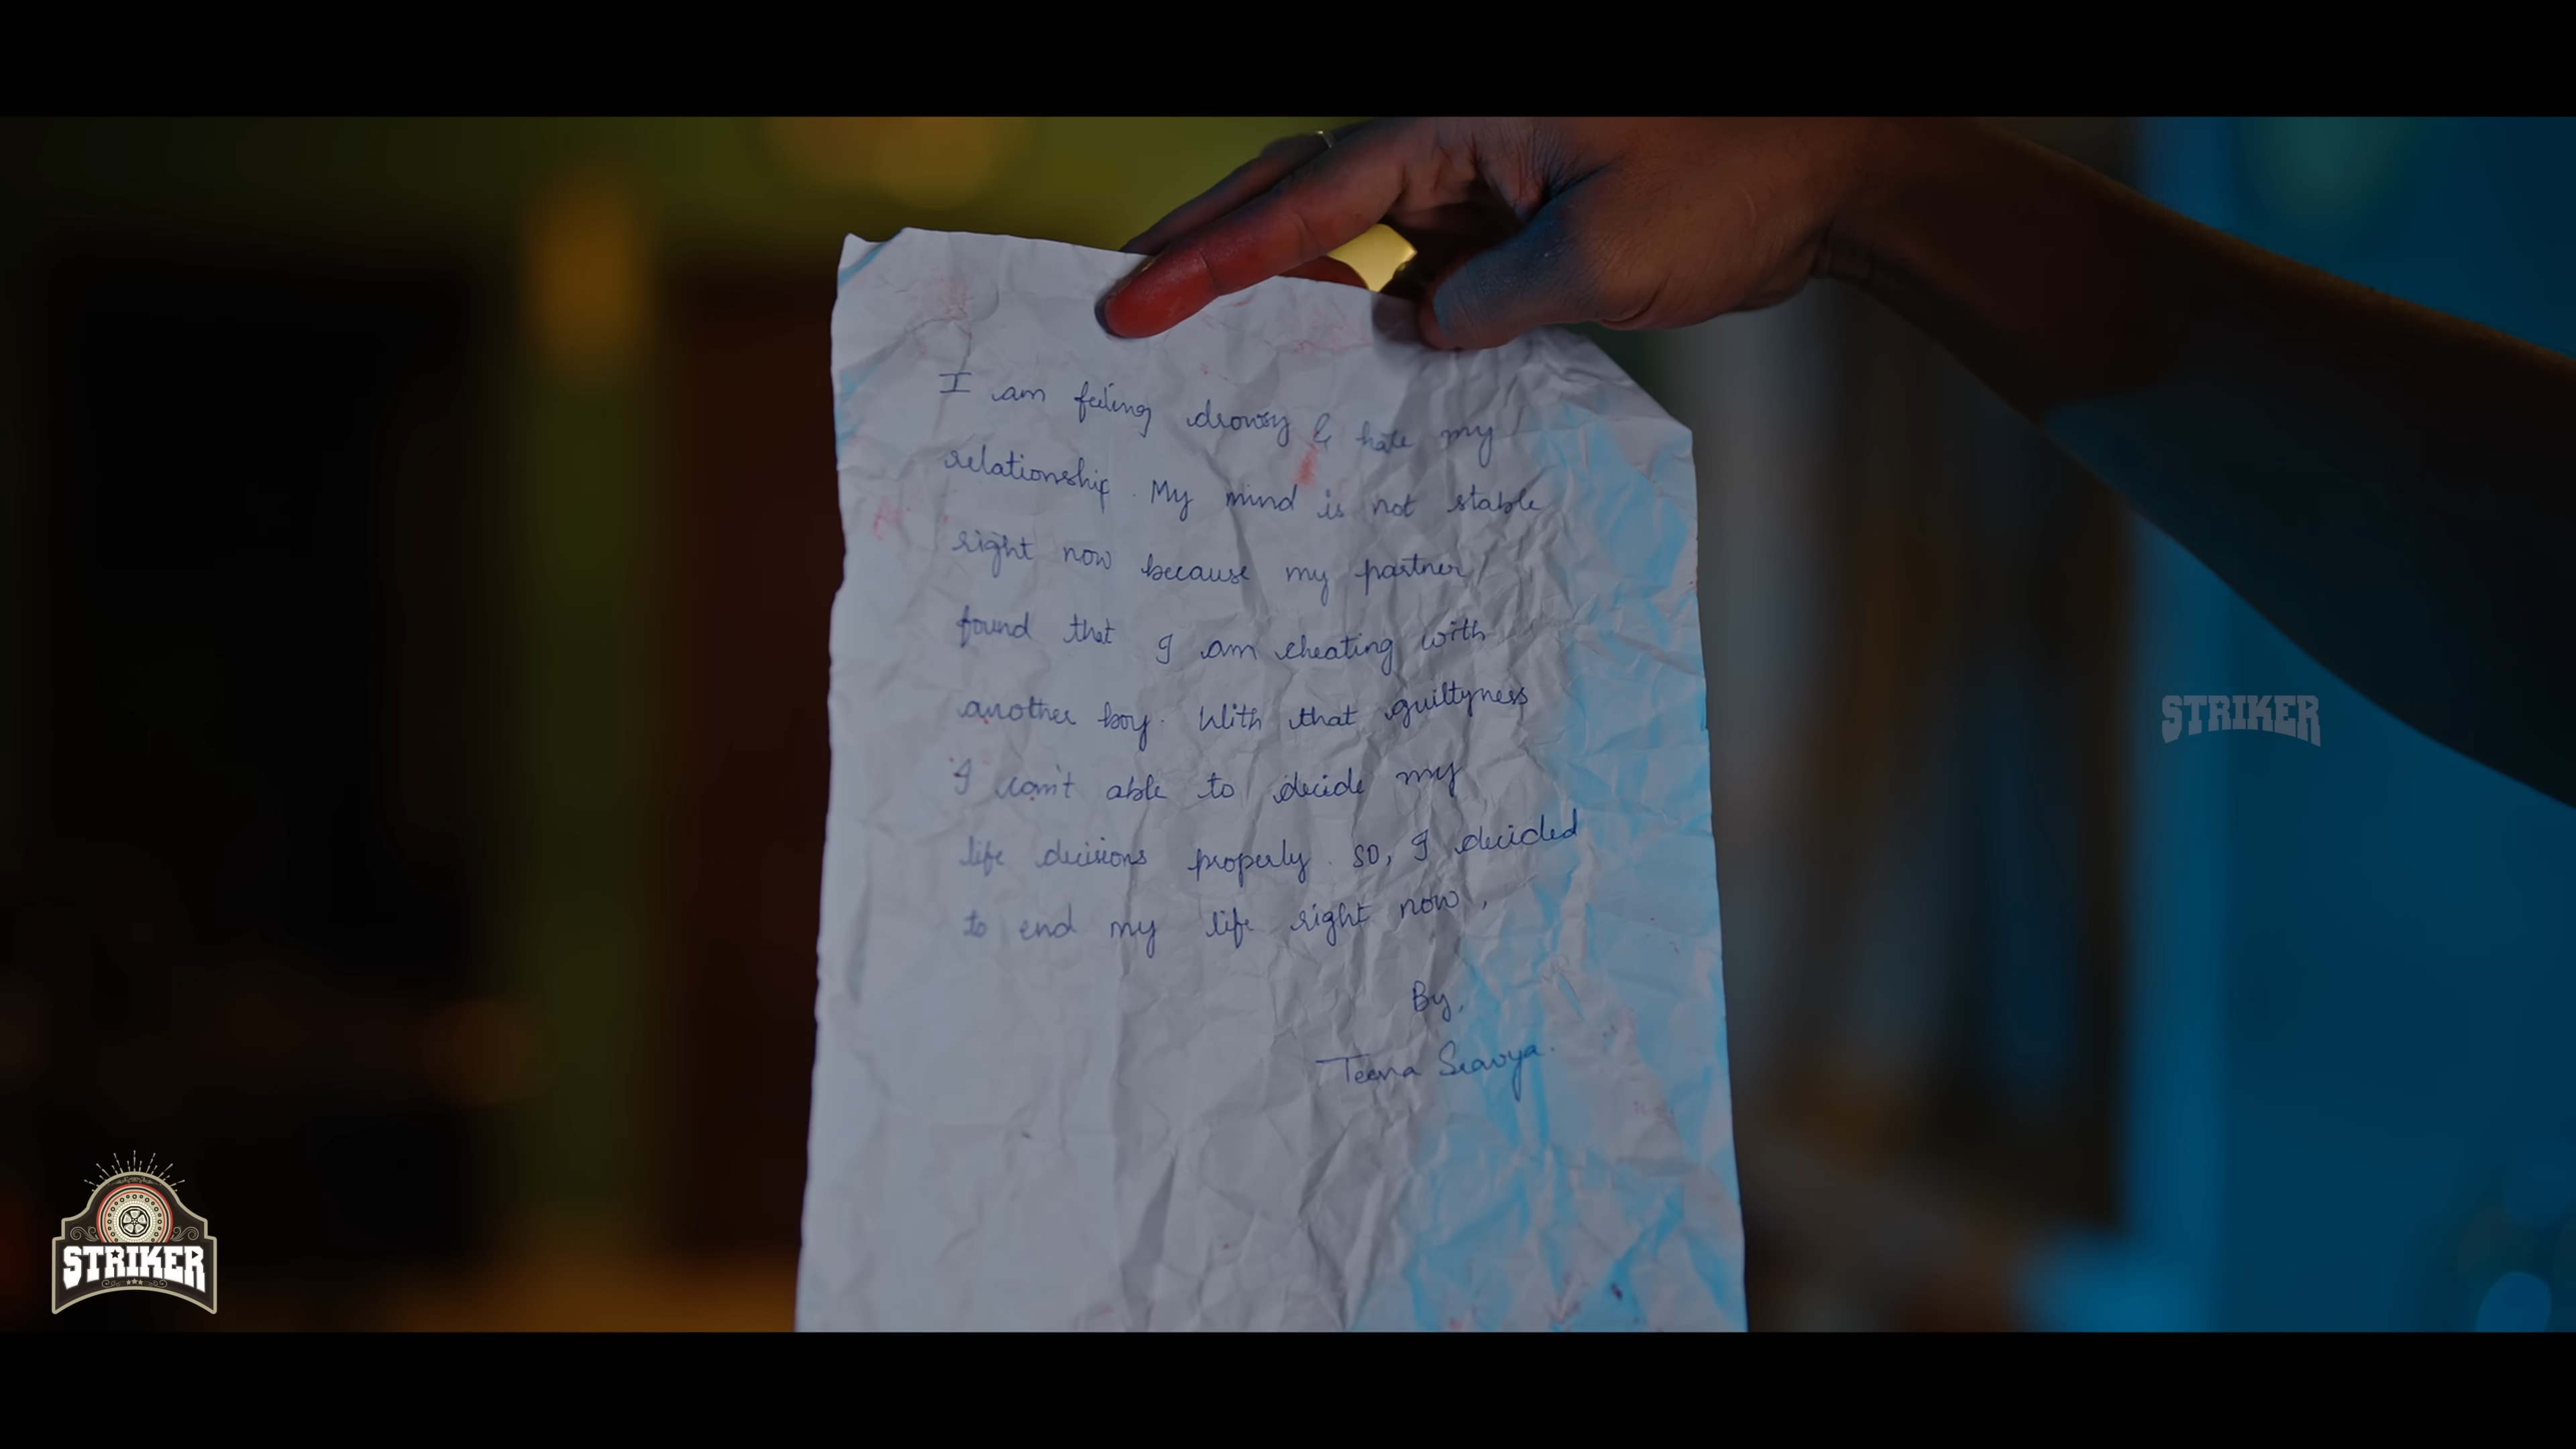 I am feeling drowsy & hate my
relationship. My mind is not stable
right now because my partner
found that I am cheating with
another boy. With that guiltyness
I can't able to decide my
life decisions properly. so, I decided
to end my life right now,
By,
Teena Sravya.
STRIKER
STRIKER